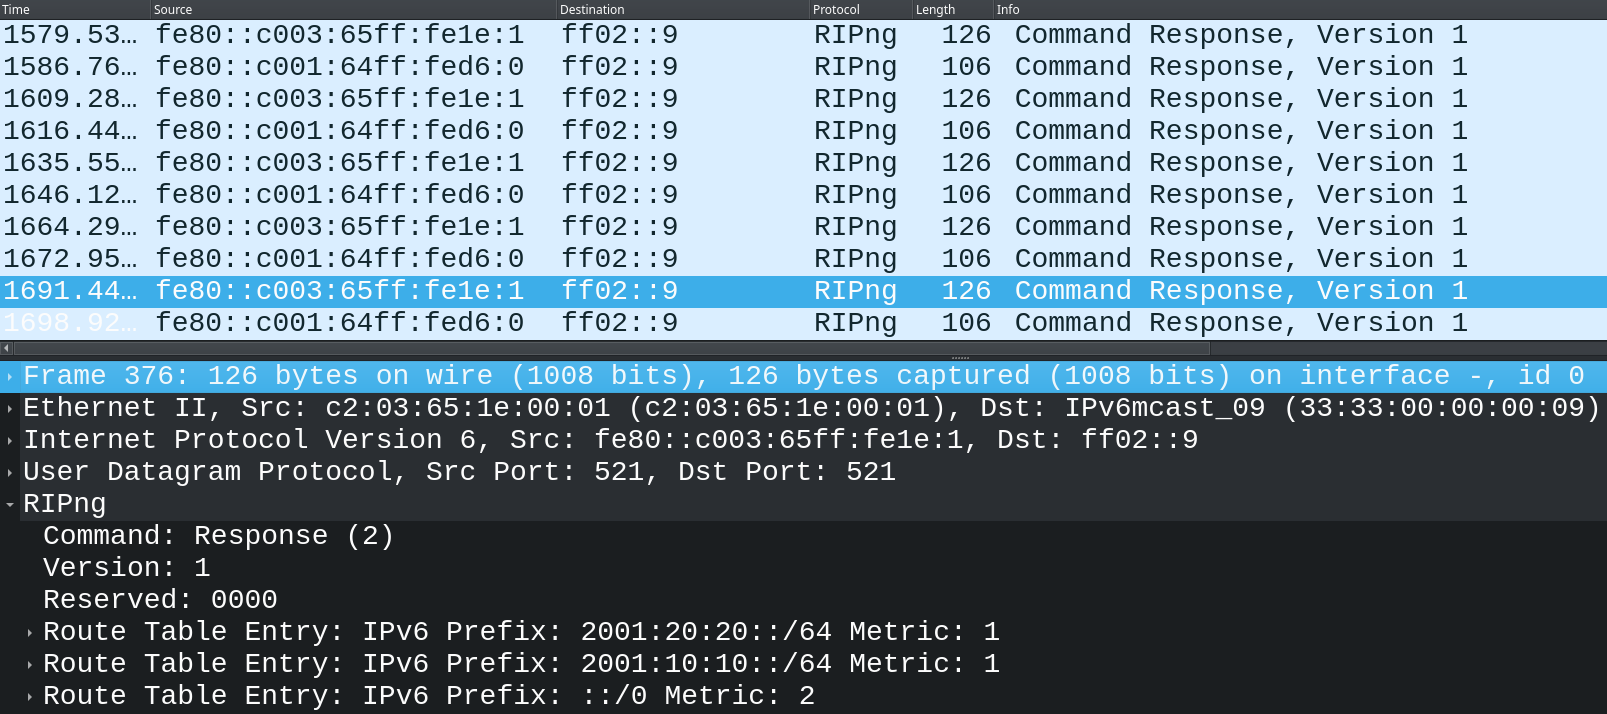 Time Source Destination Protocol Length Info
1579.53… fe80::c003:65ff:fe1e:1 ff02::9 RIPng 126 Command Response, Version 1
1586.76… fe80::c001:64ff:fed6:0 ff02::9 RIPng 106 Command Response, Version 1
1609.28… fe80::c003:65ff:fe1e:1 ff02::9 RIPng 126 Command Response, Version 1
1616.44… fe80::c001:64ff:fed6:0 ff02::9 RIPng 106 Command Response, Version 1
1635.55… fe80::c003:65ff:fe1e:1 ff02::9 RIPng 126 Command Response, Version 1
1646.12… fe80::c001:64ff:fed6:0 ff02::9 RIPng 106 Command Response, Version 1
1664.29… fe80::c003:65ff:fe1e:1 ff02::9 RIPng 126 Command Response, Version 1
1672.95… fe80::c001:64ff:fed6:0 ff02::9 RIPng 106 Command Response, Version 1
1691.44… fe80::c003:65ff:fe1e:1 ff02::9 RIPng 126 Command Response, Version 1
1698.92… fe80::c001:64ff:fed6:0 ff02::9 RIPng 106 Command Response, Version 1
Frame 376: 126 bytes on wire (1008 bits), 126 bytes captured (1008 bits) on interface -, id 0
Ethernet II, Src: c2:03:65:1e:00:01 (c2:03:65:1e:00:01), Dst: IPv6mcast_09 (33:33:00:00:00:09)
Internet Protocol Version 6, Src: fe80::c003:65ff:fe1e:1, Dst: ff02::9
User Datagram Protocol, Src Port: 521, Dst Port: 521
RIPng
Command: Response (2)
Version: 1
Reserved: 0000
Route Table Entry: IPv6 Prefix: 2001:20:20::/64 Metric: 1
Route Table Entry: IPv6 Prefix: 2001:10:10::/64 Metric: 1
Route Table Entry: IPv6 Prefix: ::/0 Metric: 2